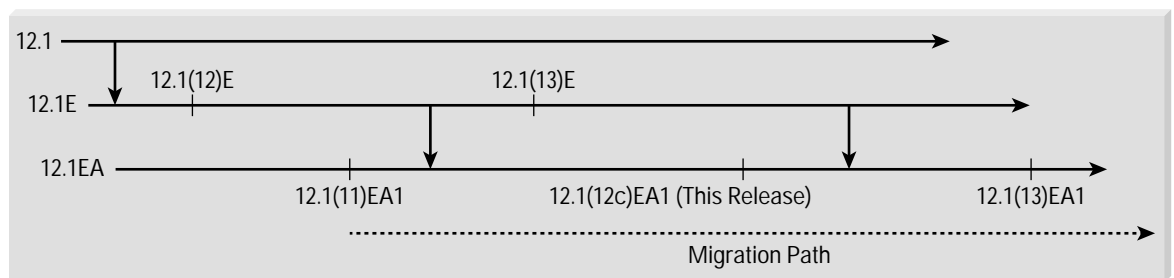 12.1
12.1(12)E 12.1(13)E
12.1E
12.1EA
12.1(11)EA1 12.1(12c)EA1 (This Release) 12.1(13)EA1
Migration Path